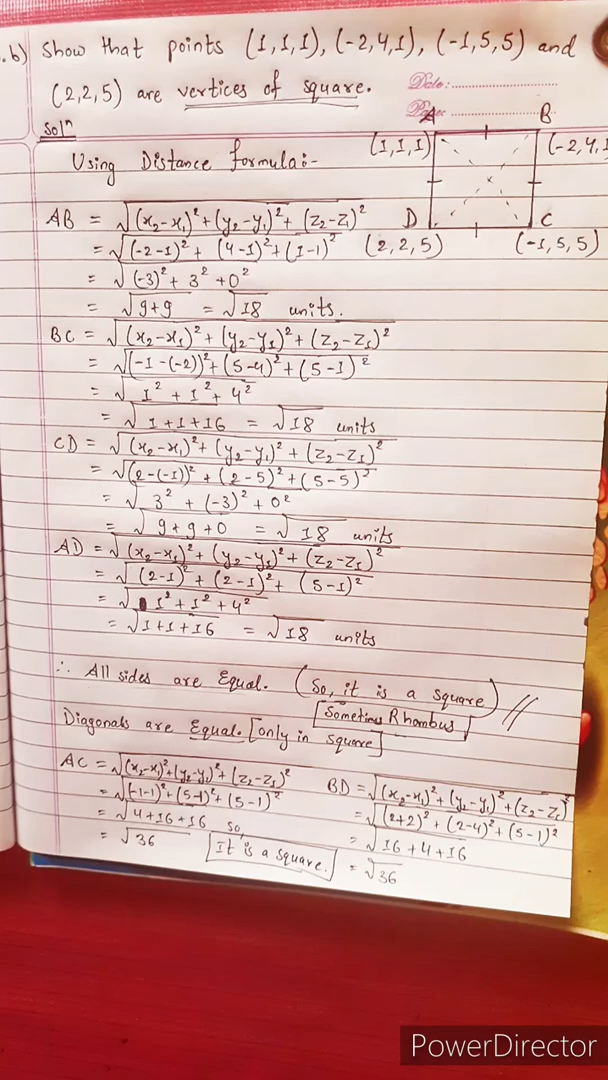 .b) Show that points (1,1,1), (-2,4,1), (-1,5,5) and
(2,2,5) are vertices of square.
Date:
Page:
Solⁿ
A B
(1,1,1) (-2,4,1
Using Distance formula:-
D C
(2,2,5) (-1,5,5)
AB = √(x₂-x₁)²+(y₂-y₁)²+(z₂-z₁)²
= √(-2-1)²+(4-1)²+(1-1)²
= √(-3)²+3²+0²
= √9+9 = √18 units.
BC = √(x₂-x₁)²+(y₂-y₁)²+(z₂-z₁)²
= √(-1-(-2))²+(5-4)²+(5-1)²
= √1²+1²+4²
= √1+1+16 = √18 units
CD = √(x₂-x₁)²+(y₂-y₁)²+(z₂-z₁)²
= √(2-(-1))²+(2-5)²+(5-5)²
= √3²+(-3)²+0²
= √9+9+0 = √18 units
AD = √(x₂-x₁)²+(y₂-y₁)²+(z₂-z₁)²
= √(2-1)²+(2-1)²+(5-1)²
= √1²+1²+4²
= √1+1+16 = √18 units
∴ All sides are Equal. (So, it is a square) //
[Sometimes Rhombus]
Diagonals are Equal. [only in square]
AC = √(x₂-x₁)²+(y₂-y₁)²+(z₂-z₁)²
= √(-1-1)²+(5-1)²+(5-1)²
= √4+16+16
= √36
BD = √(x₂-x₁)²+(y₂-y₁)²+(z₂-z₁)²
= √(2+2)²+(2-4)²+(5-1)²
= √16+4+16
= √36
So,
[It is a square.]
PowerDirector